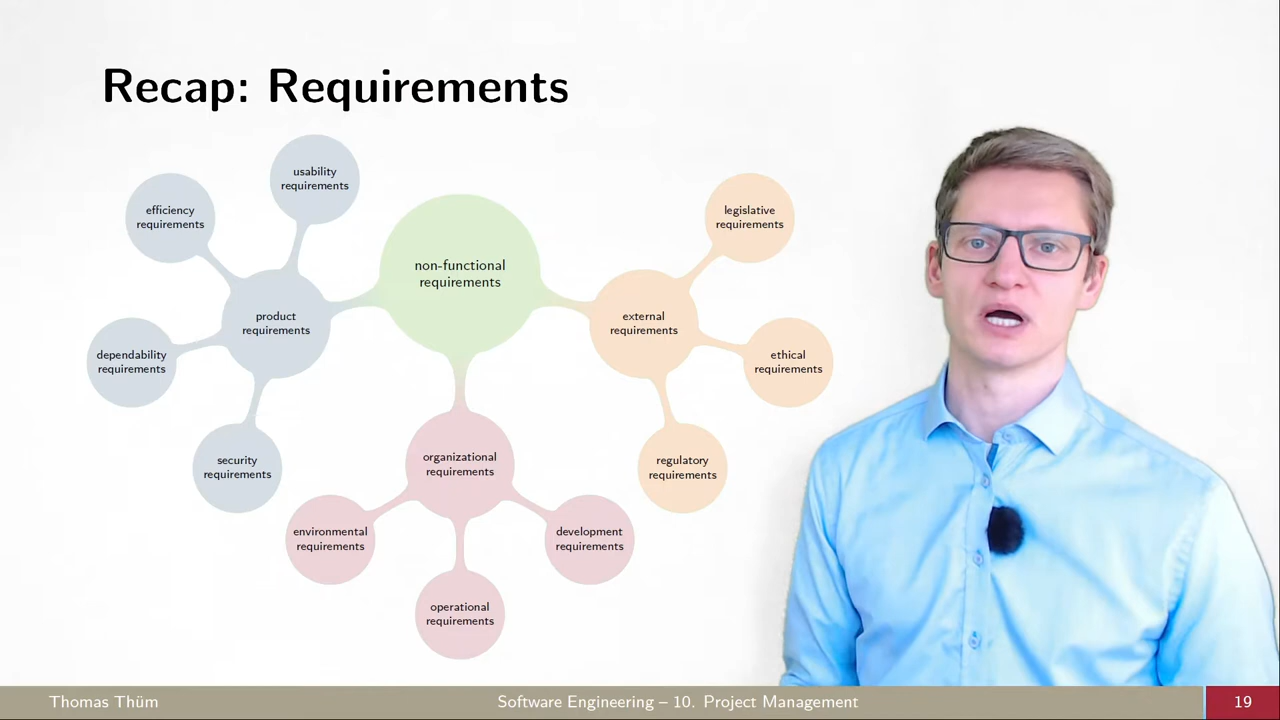 Recap: Requirements
usability
requirements
efficiency
requirements
legislative
requirements
non-functional
requirements
product
requirements
external
requirements
dependability
requirements
ethical
requirements
security
requirements
organizational
requirements
regulatory
requirements
environmental
requirements
development
requirements
operational
requirements
Thomas Thüm
Software Engineering – 10. Project Management
19